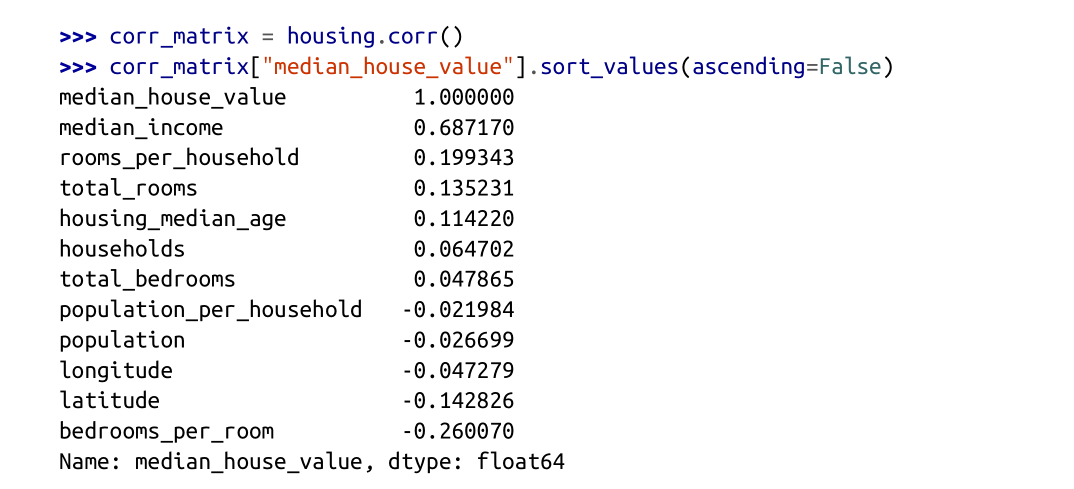 >>> corr_matrix = housing.corr()
>>> corr_matrix["median_house_value"].sort_values(ascending=False)
median_house_value 1.000000
median_income 0.687170
rooms_per_household 0.199343
total_rooms 0.135231
housing_median_age 0.114220
households 0.064702
total_bedrooms 0.047865
population_per_household -0.021984
population -0.026699
longitude -0.047279
latitude -0.142826
bedrooms_per_room -0.260070
Name: median_house_value, dtype: float64